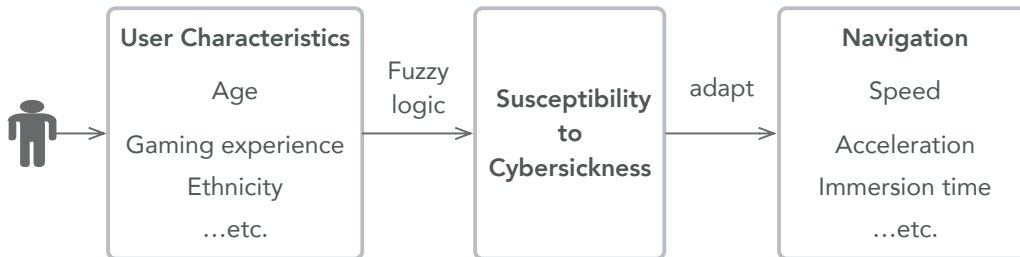 User Characteristics
Age
Gaming experience
Ethnicity
...etc.
Fuzzy
logic
Susceptibility
to
Cybersickness
adapt
Navigation
Speed
Acceleration
Immersion time
...etc.